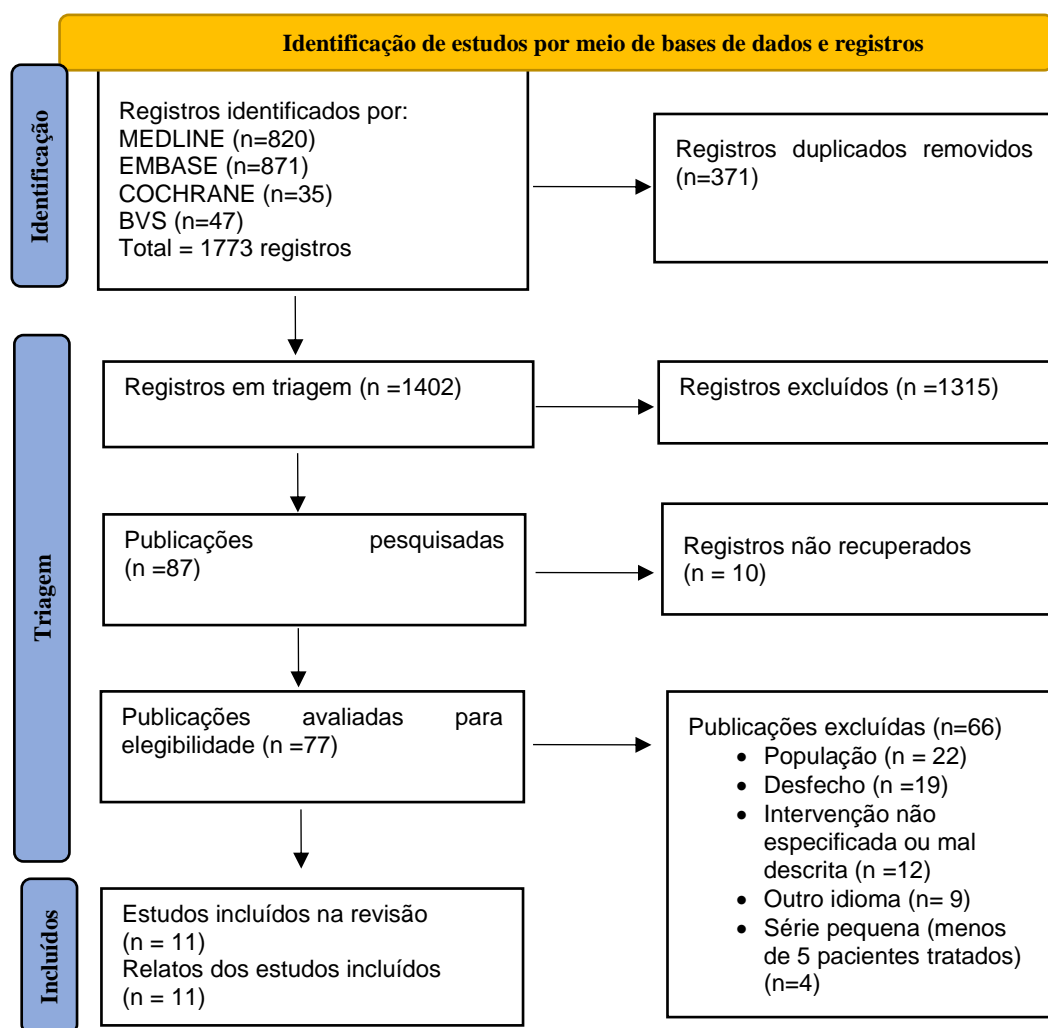 Identificação de estudos por meio de bases de dados e registros
Identificação
Registros identificados por:
MEDLINE (n=820)
EMBASE (n=871)
COCHRANE (n=35)
BVS (n=47)
Total = 1773 registros
Registros duplicados removidos
(n=371)
Triagem
Registros em triagem (n =1402)
Registros excluídos (n =1315)
Publicações pesquisadas
(n =87)
Registros não recuperados
(n = 10)
Publicações avaliadas para
elegibilidade (n =77)
Publicações excluídas (n=66)
• População (n = 22)
• Desfecho (n =19)
• Intervenção não
especificada ou mal
descrita (n =12)
• Outro idioma (n= 9)
• Série pequena (menos
de 5 pacientes tratados)
(n=4)
Incluídos
Estudos incluídos na revisão
(n = 11)
Relatos dos estudos incluídos
(n = 11)